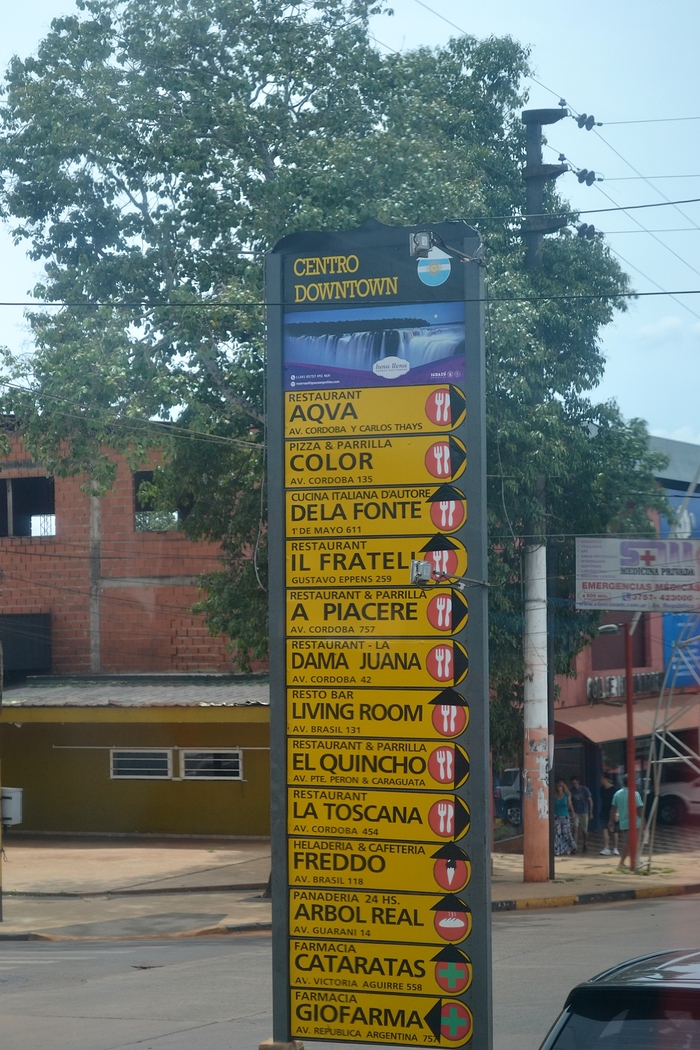 CENTRO
DOWNTOWN
RESTAURANT
AQVA
AV. CORDOBA Y CARLOS THAYS
PIZZA & PARRILLA
COLOR
AV. CORDOBA 135
CUCINA ITALIANA D'AUTORE
DELA FONTE
1° DE MAYO 611
RESTAURANT
IL FRATELL
GUSTAVO EPPENS 259
RESTAURANT & PARRILLA
A PIACERE
AV. CORDOBA 757
RESTAURANT - LA
DAMA JUANA
AV. CORDOBA 42
RESTO BAR
LIVING ROOM
AV. BRASIL 131
RESTAURANT & PARRILLA
EL QUINCHO
AV. PTE. PERON & CARAGUATA
RESTAURANT
LA TOSCANA
AV. CORDOBA 454
HELADERIA & CAFETERIA
FREDDO
AV. BRASIL 118
PANADERIA 24 HS.
ARBOL REAL
AV. GUARANI 14
FARMACIA
CATARATAS
AV. VICTORIA AGUIRRE 558
FARMACIA
GIOFARMA
AV. REPUBLICA ARGENTINA 757
MEDICINA PRIVADA
EMERGENCIAS MEDICAS